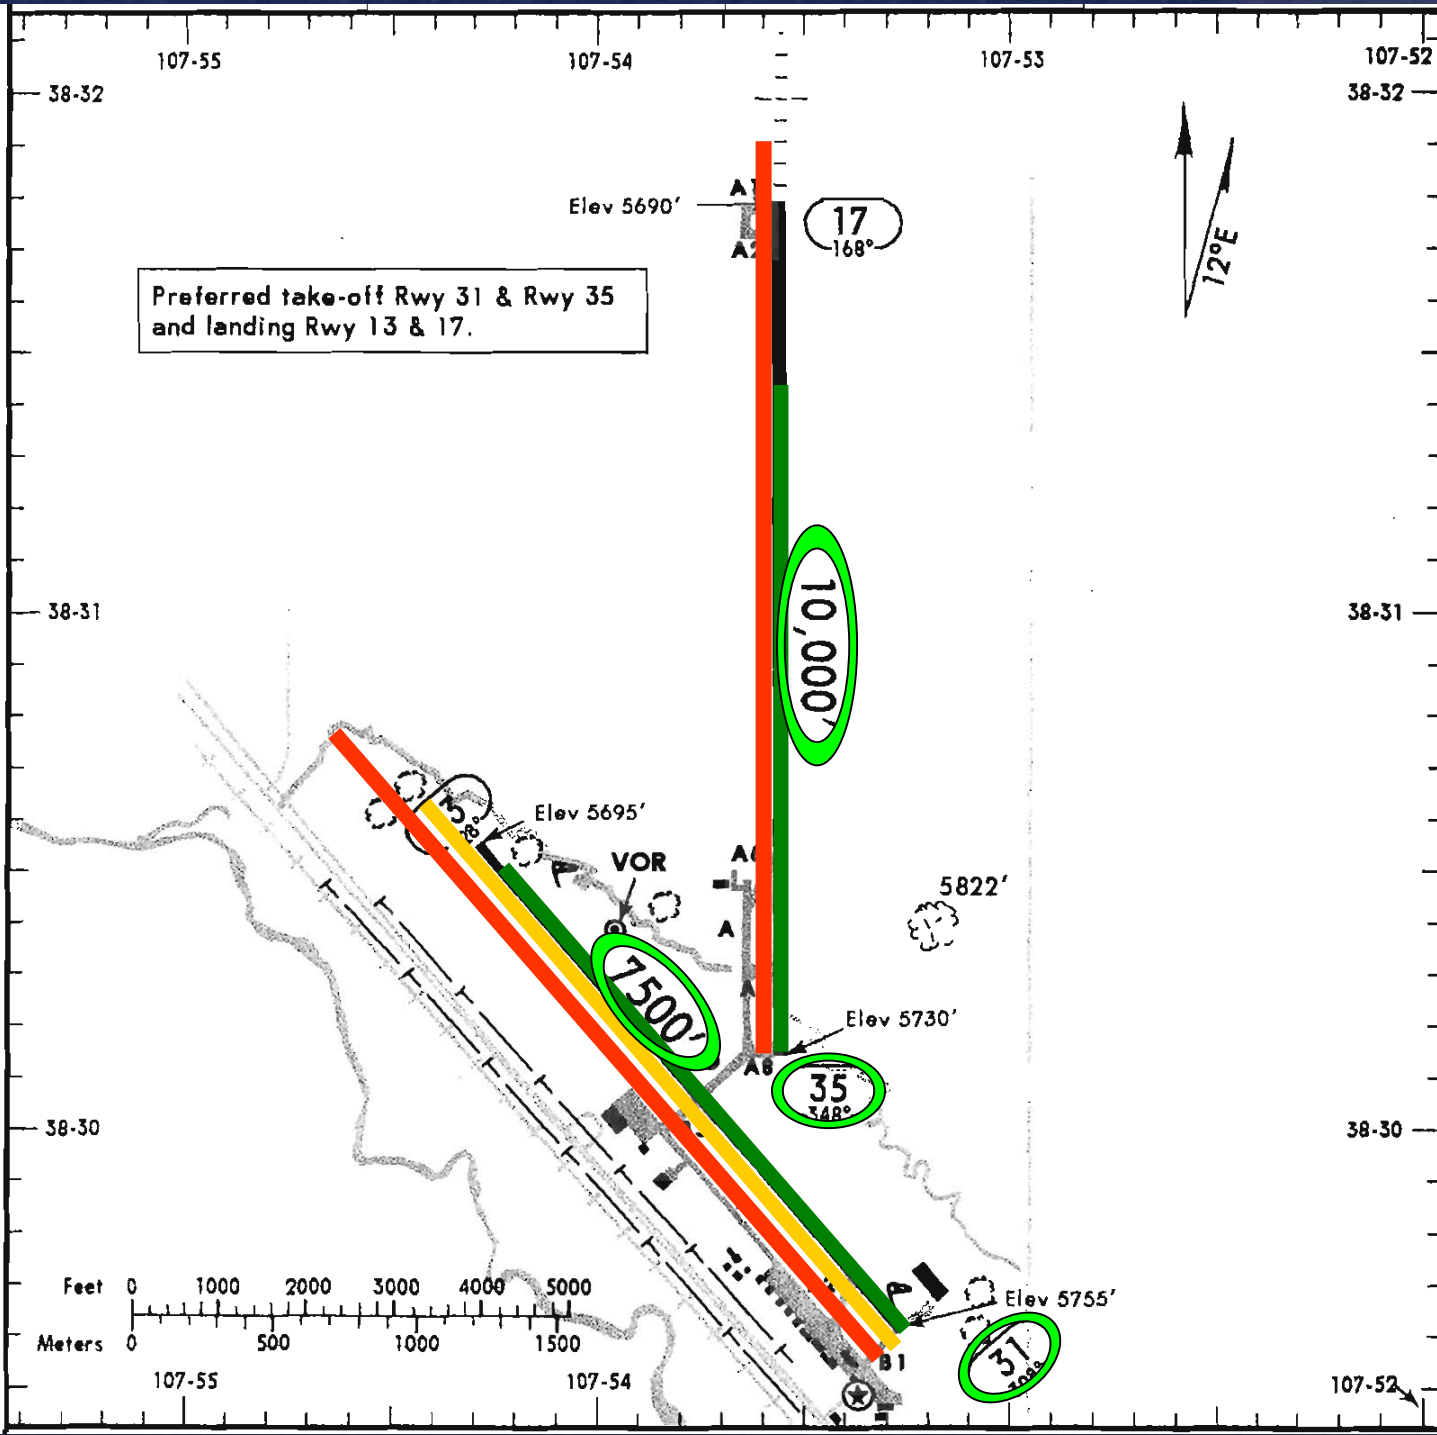 107-55
107-54
107-53
107-52
38-32
38-32
Elev 5690'
17
168°
12°E
Preferred take-off Rwy 31 & Rwy 35
and landing Rwy 13 & 17.
10,000'
38-31
38-31
Elev 5695'
VOR
5822'
A
7500'
Elev 5730'
A8
35
348°
38-30
38-30
Feet 0 1000 2000 3000 4000 5000
Meters 0 500 1000 1500
Elev 5755'
31
B1
107-55
107-54
107-52